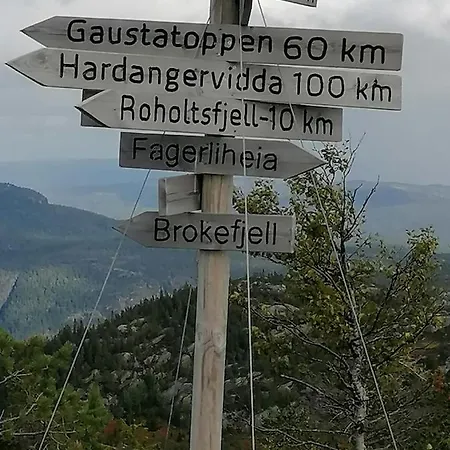 Gaustatoppen 60 km
Hardangervidda 100 km
Roholtsfjell-10 km
Fagerliheia
Brokefjell